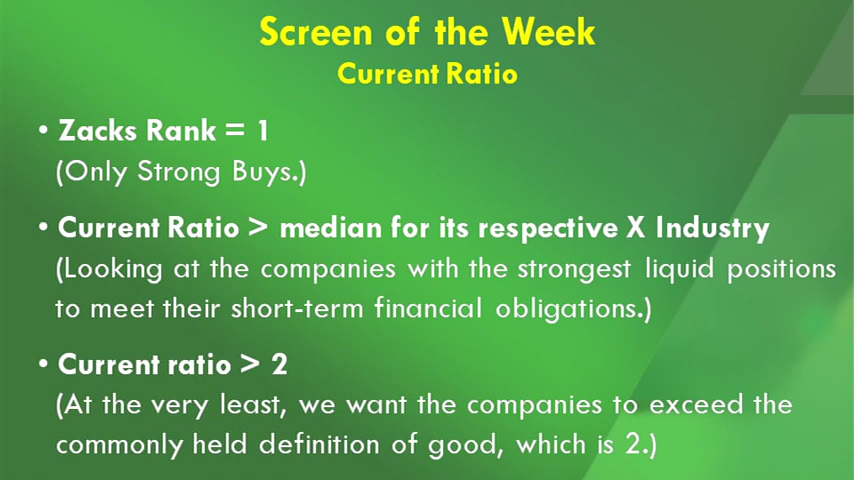 Screen of the Week
Current Ratio
• Zacks Rank = 1
(Only Strong Buys.)
• Current Ratio > median for its respective X Industry
(Looking at the companies with the strongest liquid positions
to meet their short-term financial obligations.)
• Current ratio > 2
(At the very least, we want the companies to exceed the
commonly held definition of good, which is 2.)